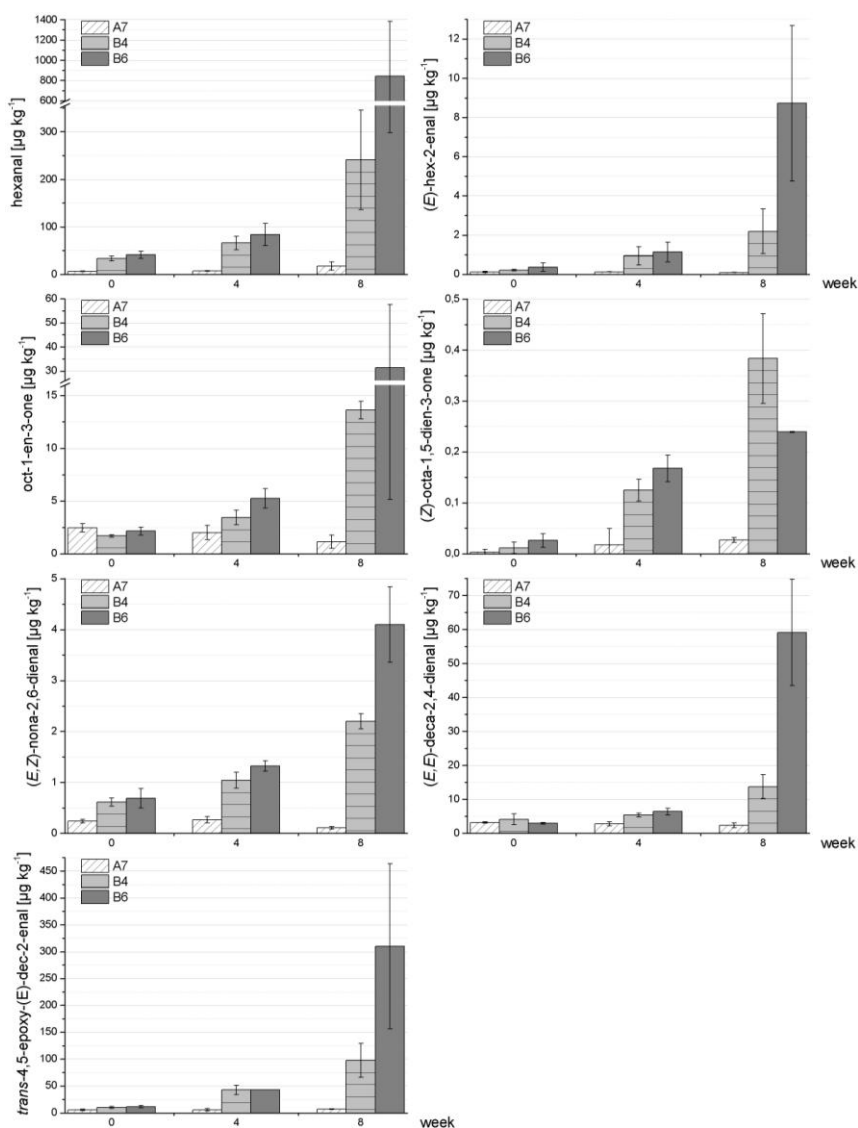 A7
B4
B6
hexanal [µg kg⁻¹]
1400
1200
1000
800
600
300
200
100
0
0 4 8
A7
B4
B6
(E)-hex-2-enal [µg kg⁻¹]
12
10
8
6
4
2
0
0 4 8 week
A7
B4
B6
oct-1-en-3-one [µg kg⁻¹]
60
50
40
30
15
10
5
0
0 4 8
A7
B4
B6
(Z)-octa-1,5-dien-3-one [µg kg⁻¹]
0,5
0,4
0,3
0,2
0,1
0,0
0 4 8
A7
B4
B6
(E,Z)-nona-2,6-dienal [µg kg⁻¹]
5
4
3
2
1
0
0 4 8
A7
B4
B6
(E,E)-deca-2,4-dienal [µg kg⁻¹]
70
60
50
40
30
20
10
0
0 4 8 week
A7
B4
B6
trans-4,5-epoxy-(E)-dec-2-enal [µg kg⁻¹]
450
400
350
300
250
200
150
100
50
0
0 4 8 week